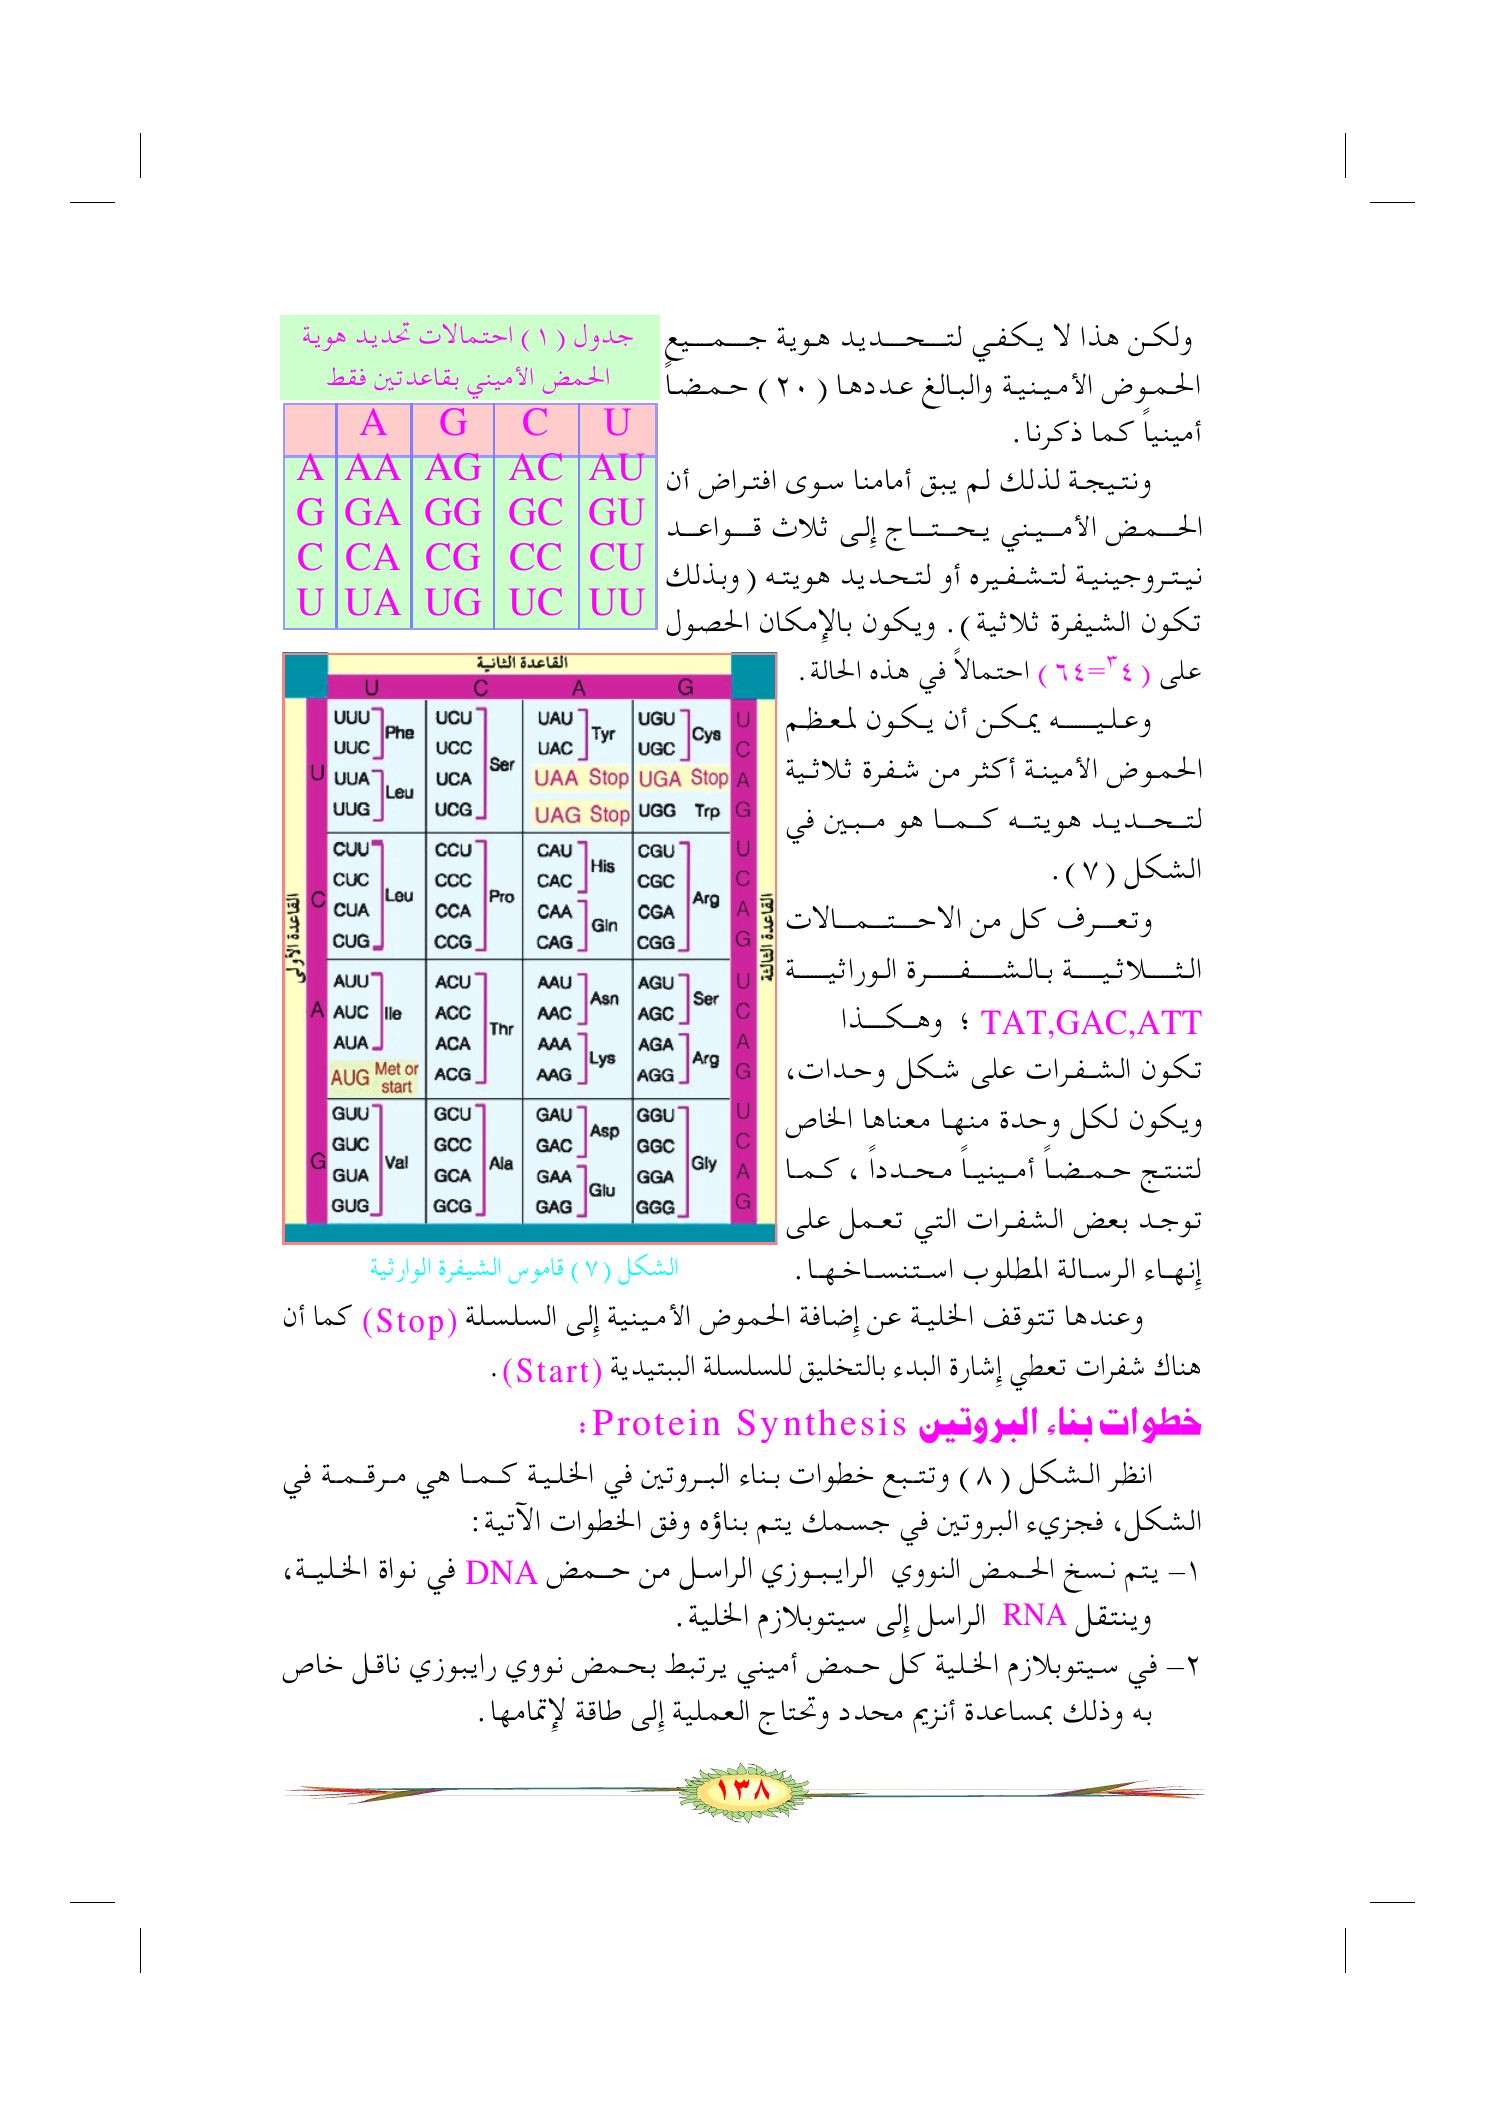 ولكن هذا لا يكفي لتحديد هوية جميع
الحموض الأمينية والبالغ عددها (٢٠) حمضاً
أمينياً كما ذكرنا.
ونتيجة لذلك لم يبق أمامنا سوى افتراض أن
الحمض الأميني يحتاج إلى ثلاث قواعد
نيتروجينية لتشفيره أو لتحديد هويته (وبذلك
تكون الشيفرة ثلاثية). ويكون بالإمكان الحصول
على (٤٣=٦٤) احتمالاً في هذه الحالة.
وعليه يمكن أن يكون لمعظم
الحموض الأمينة أكثر من شفرة ثلاثية
لتحديد هويته كما هو مبين في
الشكل (٧).
وتعرف كل من الاحتمالات
الثلاثية بالشفرة الوراثية
TAT,GAC,ATT ؛ وهكذا
تكون الشفرات على شكل وحدات،
ويكون لكل وحدة منها معناها الخاص
لتنتج حمضاً أمينياً محدداً ، كما
توجد بعض الشفرات التي تعمل على
إنهاء الرسالة المطلوب استنساخها.
جدول (١) احتمالات تحديد هوية
الحمض الأميني بقاعدتين فقط
A G C U
A AA AG AC AU
G GA GG GC GU
C CA CG CC CU
U UA UG UC UU
القاعدة الثانية
U C A G
القاعدة الأولى
القاعدة الثالثة
U
UUU UCU UAU UGU U
Phe Tyr Cys
UUC UCC UAC UGC C
Ser
UUA UCA UAA Stop UGA Stop A
Leu
UUG UCG UAG Stop UGG Trp G
C
CUU CCU CAU CGU U
His
CUC CCC CAC CGC C
Leu Pro Arg
CUA CCA CAA CGA A
Gln
CUG CCG CAG CGG G
A
AUU ACU AAU AGU U
Asn Ser
AUC Ile ACC AAC AGC C
Thr
AUA ACA AAA AGA A
Lys Arg
AUG Met or start ACG AAG AGG G
G
GUU GCU GAU GGU U
Asp
GUC GCC GAC GGC C
Val Ala Gly
GUA GCA GAA GGA A
Glu
GUG GCG GAG GGG G
الشكل (٧) قاموس الشيفرة الوارثية
وعندها تتوقف الخلية عن إضافة الحموض الأمينية إلى السلسلة (Stop) كما أن
هناك شفرات تعطي إشارة البدء بالتخليق للسلسلة الببتيدية (Start).
خطوات بناء البروتين Protein Synthesis:
انظر الشكل (٨) وتتبع خطوات بناء البروتين في الخلية كما هي مرقمة في
الشكل، فجزيء البروتين في جسمك يتم بناؤه وفق الخطوات الآتية:
١– يتم نسخ الحمض النووي الرايبوزي الراسل من حمض DNA في نواة الخلية،
وينتقل RNA الراسل إلى سيتوبلازم الخلية.
٢– في سيتوبلازم الخلية كل حمض أميني يرتبط بحمض نووي رايبوزي ناقل خاص
به وذلك بمساعدة أنزيم محدد وتحتاج العملية إلى طاقة لإتمامها.
١٣٨